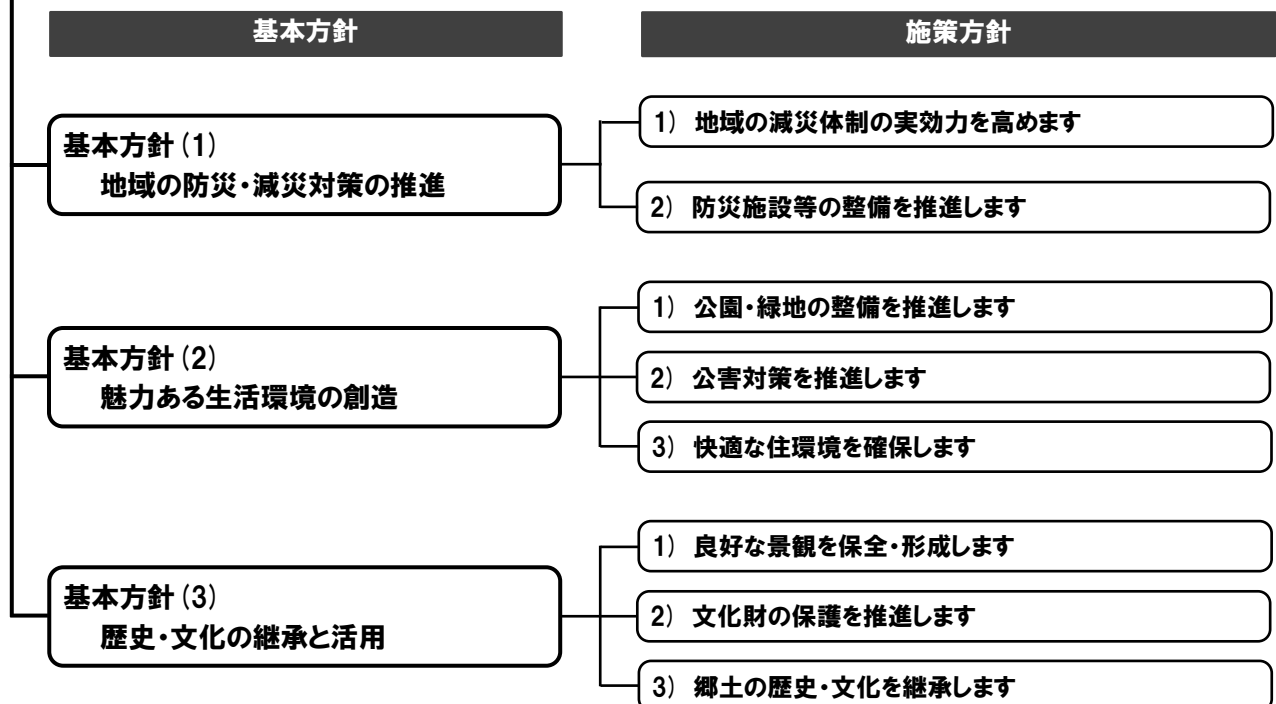 基本方針
施策方針
基本方針(1)
地域の防災・減災対策の推進
1) 地域の減災体制の実効力を高めます
2) 防災施設等の整備を推進します
基本方針(2)
魅力ある生活環境の創造
1) 公園・緑地の整備を推進します
2) 公害対策を推進します
3) 快適な住環境を確保します
基本方針(3)
歴史・文化の継承と活用
1) 良好な景観を保全・形成します
2) 文化財の保護を推進します
3) 郷土の歴史・文化を継承します